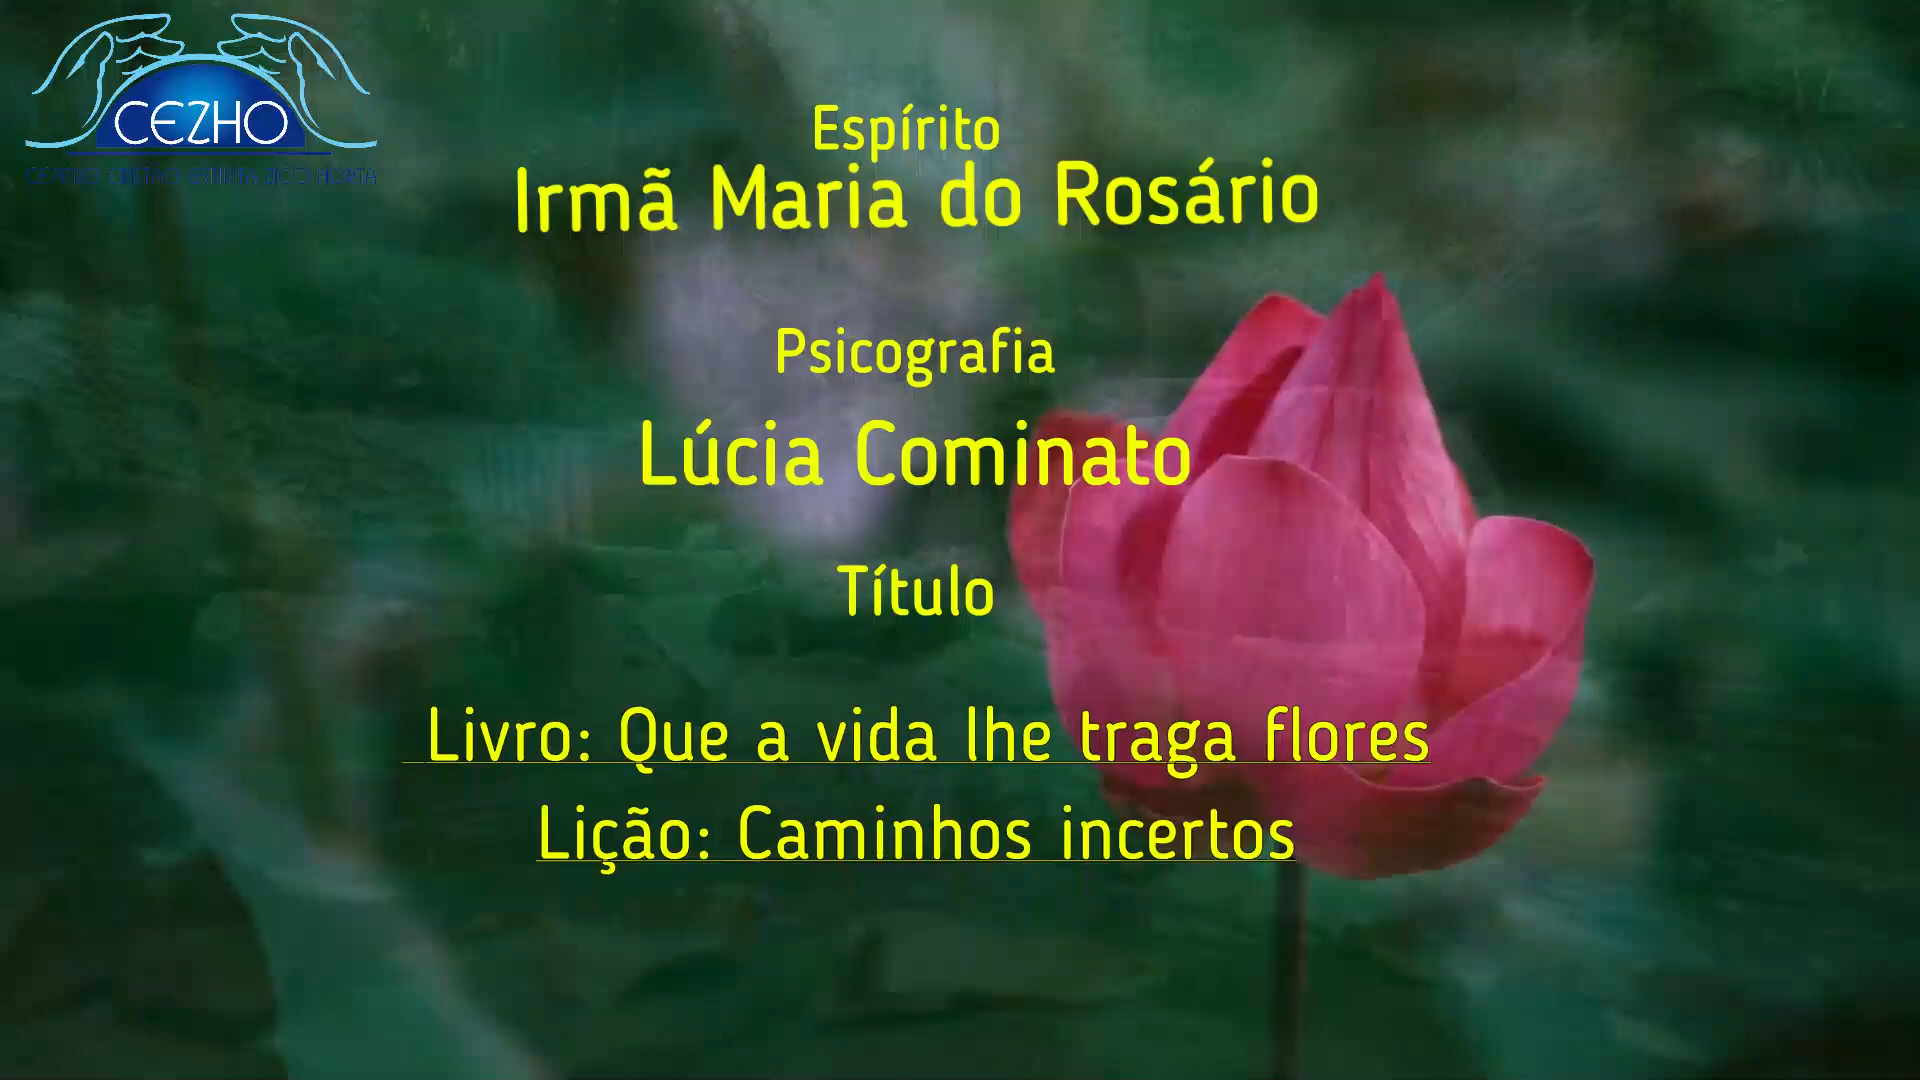 CEZHO
Espírito
Irmã Maria do Rosário
Psicografia
Lúcia Cominato
Título
Livro: Que a vida lhe traga flores
Lição: Caminhos incertos